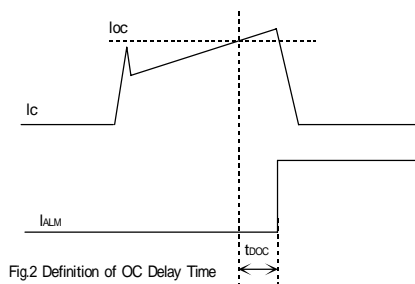 Ioc
Ic
IALM
tDOC
Fig.2 Definition of OC Delay Time